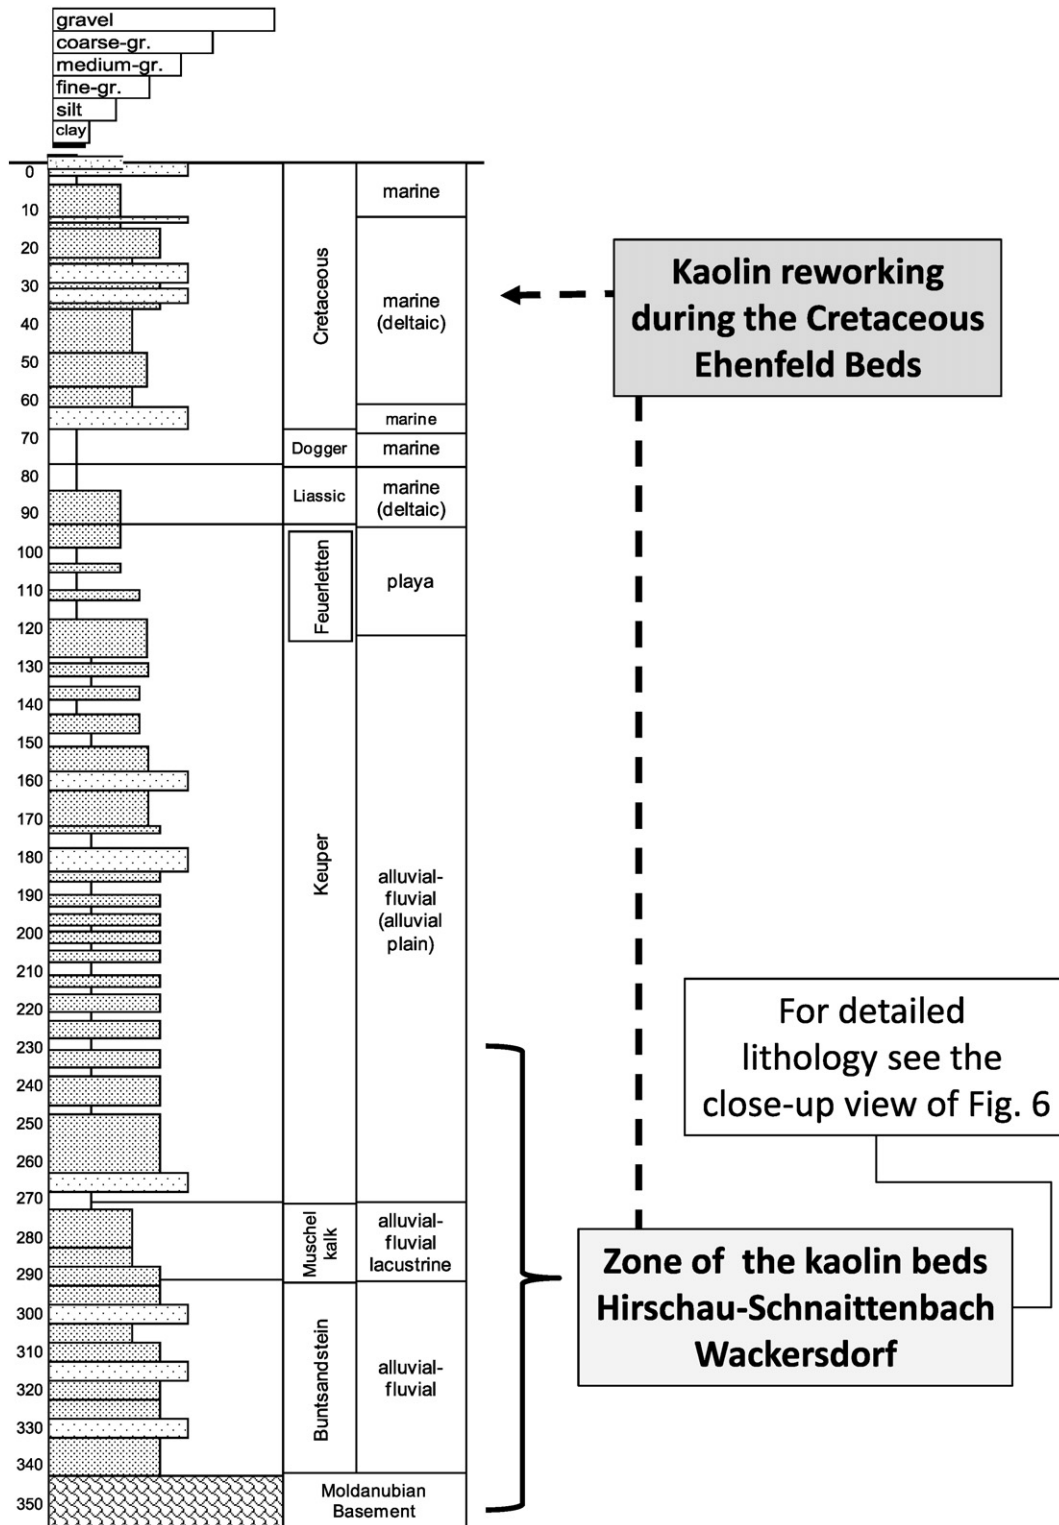 gravel
coarse-gr.
medium-gr.
fine-gr.
silt
clay
0
10
20
30
40
50
60
70
80
90
100
110
120
130
140
150
160
170
180
190
200
210
220
230
240
250
260
270
280
290
300
310
320
330
340
350
Cretaceous
Dogger
Liassic
Feuerletten
Keuper
Muschel
kalk
Buntsandstein
Moldanubian
Basement
marine
marine
(deltaic)
marine
marine
marine
(deltaic)
playa
alluvial-
fluvial
(alluvial
plain)
alluvial-
fluvial
lacustrine
alluvial-
fluvial
Kaolin reworking
during the Cretaceous
Ehenfeld Beds
For detailed
lithology see the
close-up view of Fig. 6
Zone of the kaolin beds
Hirschau-Schnaittenbach
Wackersdorf